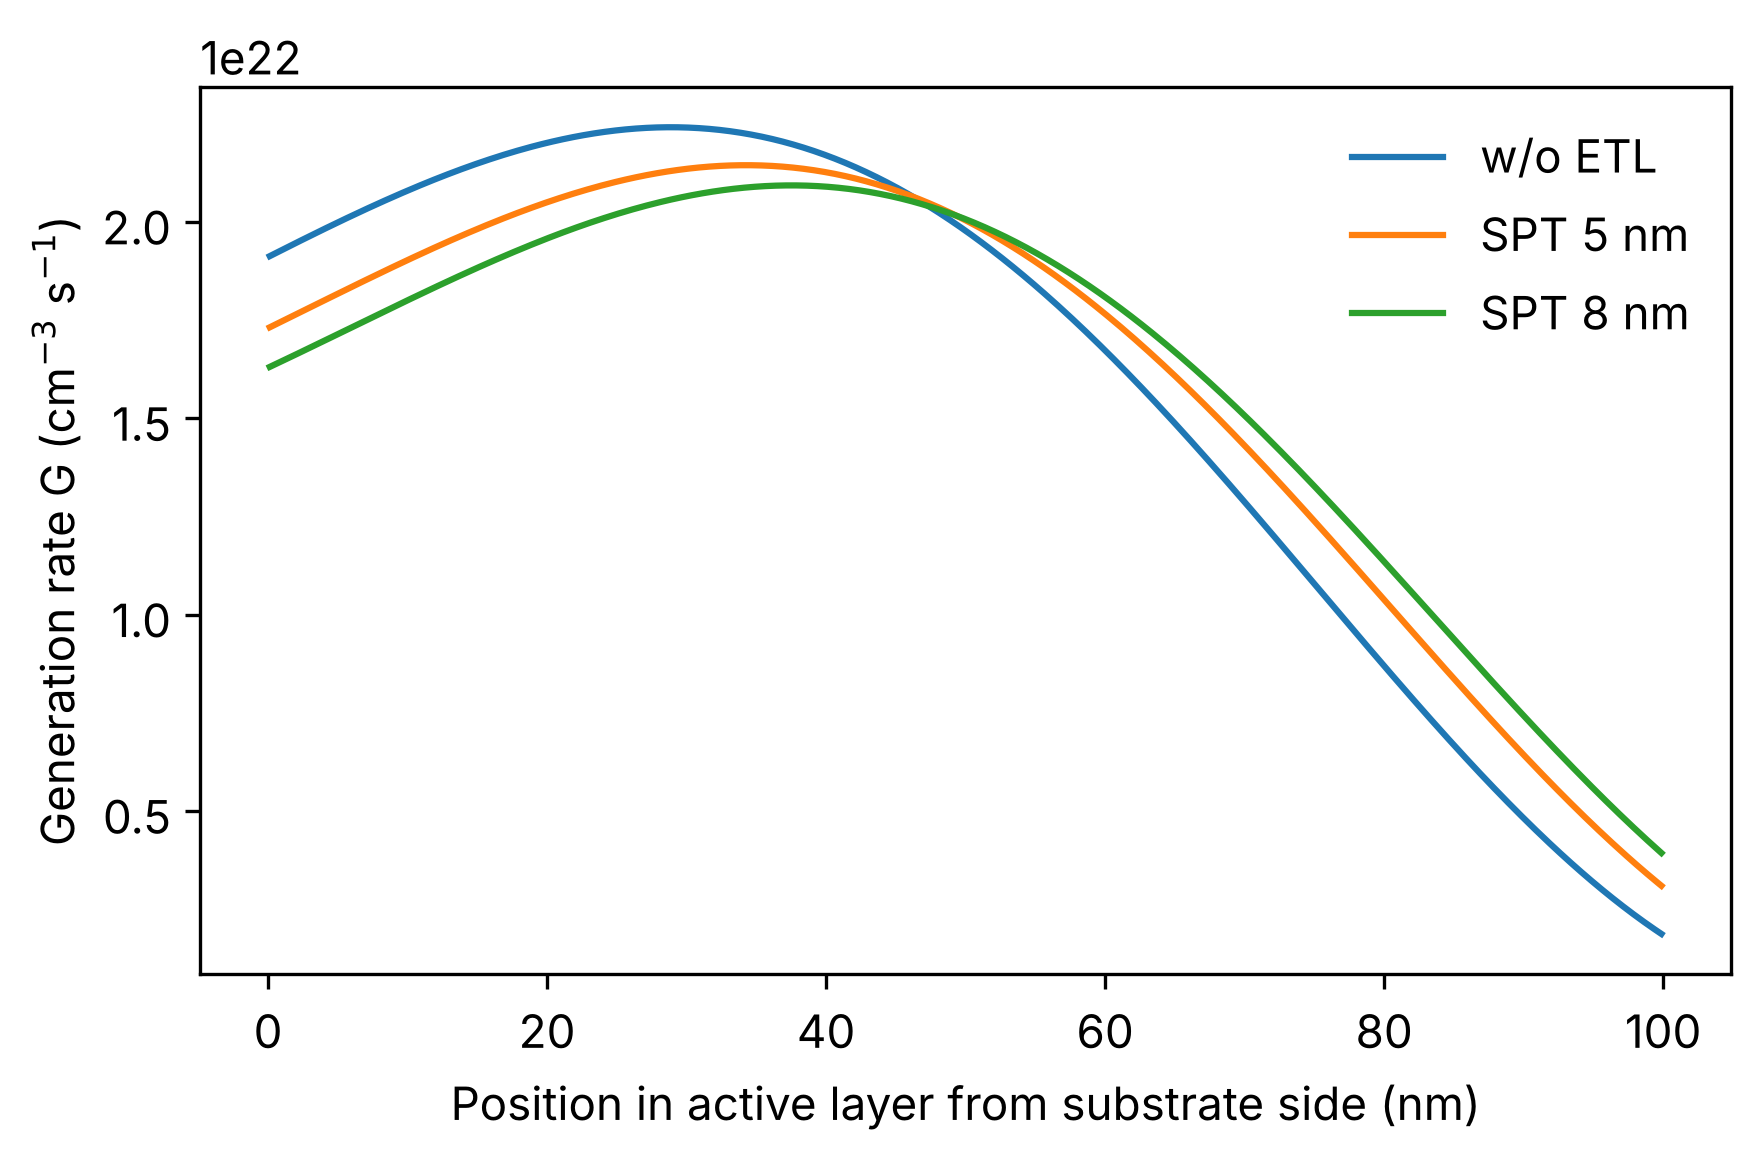 1e22
w/o ETL
SPT 5 nm
SPT 8 nm
2.0
1.5
1.0
0.5
Generation rate G (cm⁻³ s⁻¹)
0 20 40 60 80 100
Position in active layer from substrate side (nm)